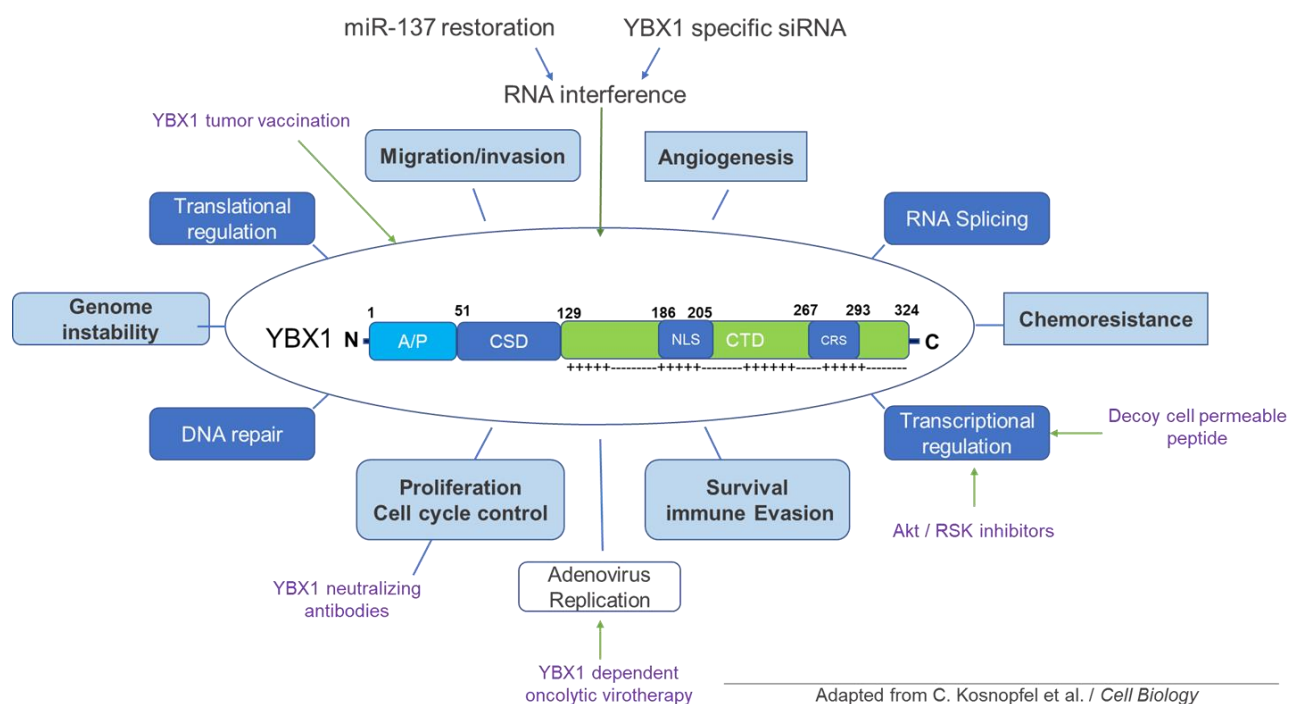 miR-137 restoration
YBX1 specific siRNA
RNA interference
YBX1 tumor vaccination
Migration/invasion
Angiogenesis
Translational
regulation
RNA Splicing
Genome
instability
Chemoresistance
1 51 129 186 205 267 293 324
YBX1 N A/P CSD NLS CTD CRS C
+++++---------+++++--------++++++-----+++++--------
DNA repair
Transcriptional
regulation
Decoy cell permeable
peptide
Proliferation
Cell cycle control
Survival
immune Evasion
Akt / RSK inhibitors
YBX1 neutralizing
antibodies
Adenovirus
Replication
YBX1 dependent
oncolytic virotherapy
Adapted from C. Kosnopfel et al. / Cell Biology